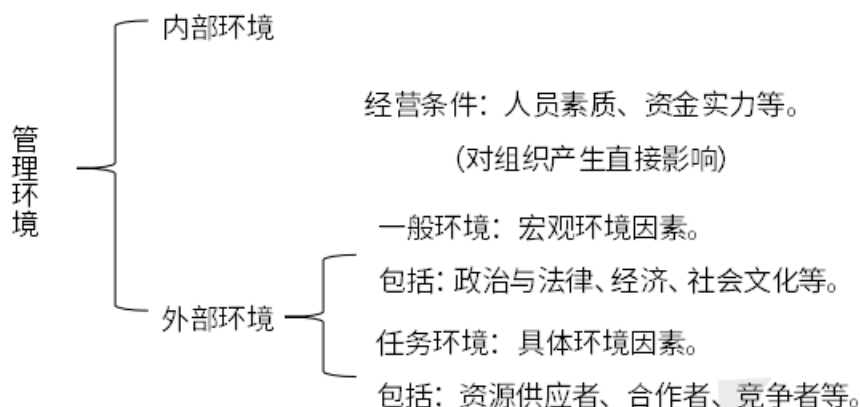 管理环境
内部环境
经营条件：人员素质、资金实力等。
（对组织产生直接影响）
外部环境
一般环境：宏观环境因素。
包括：政治与法律、经济、社会文化等。
任务环境：具体环境因素。
包括：资源供应者、合作者、竞争者等。